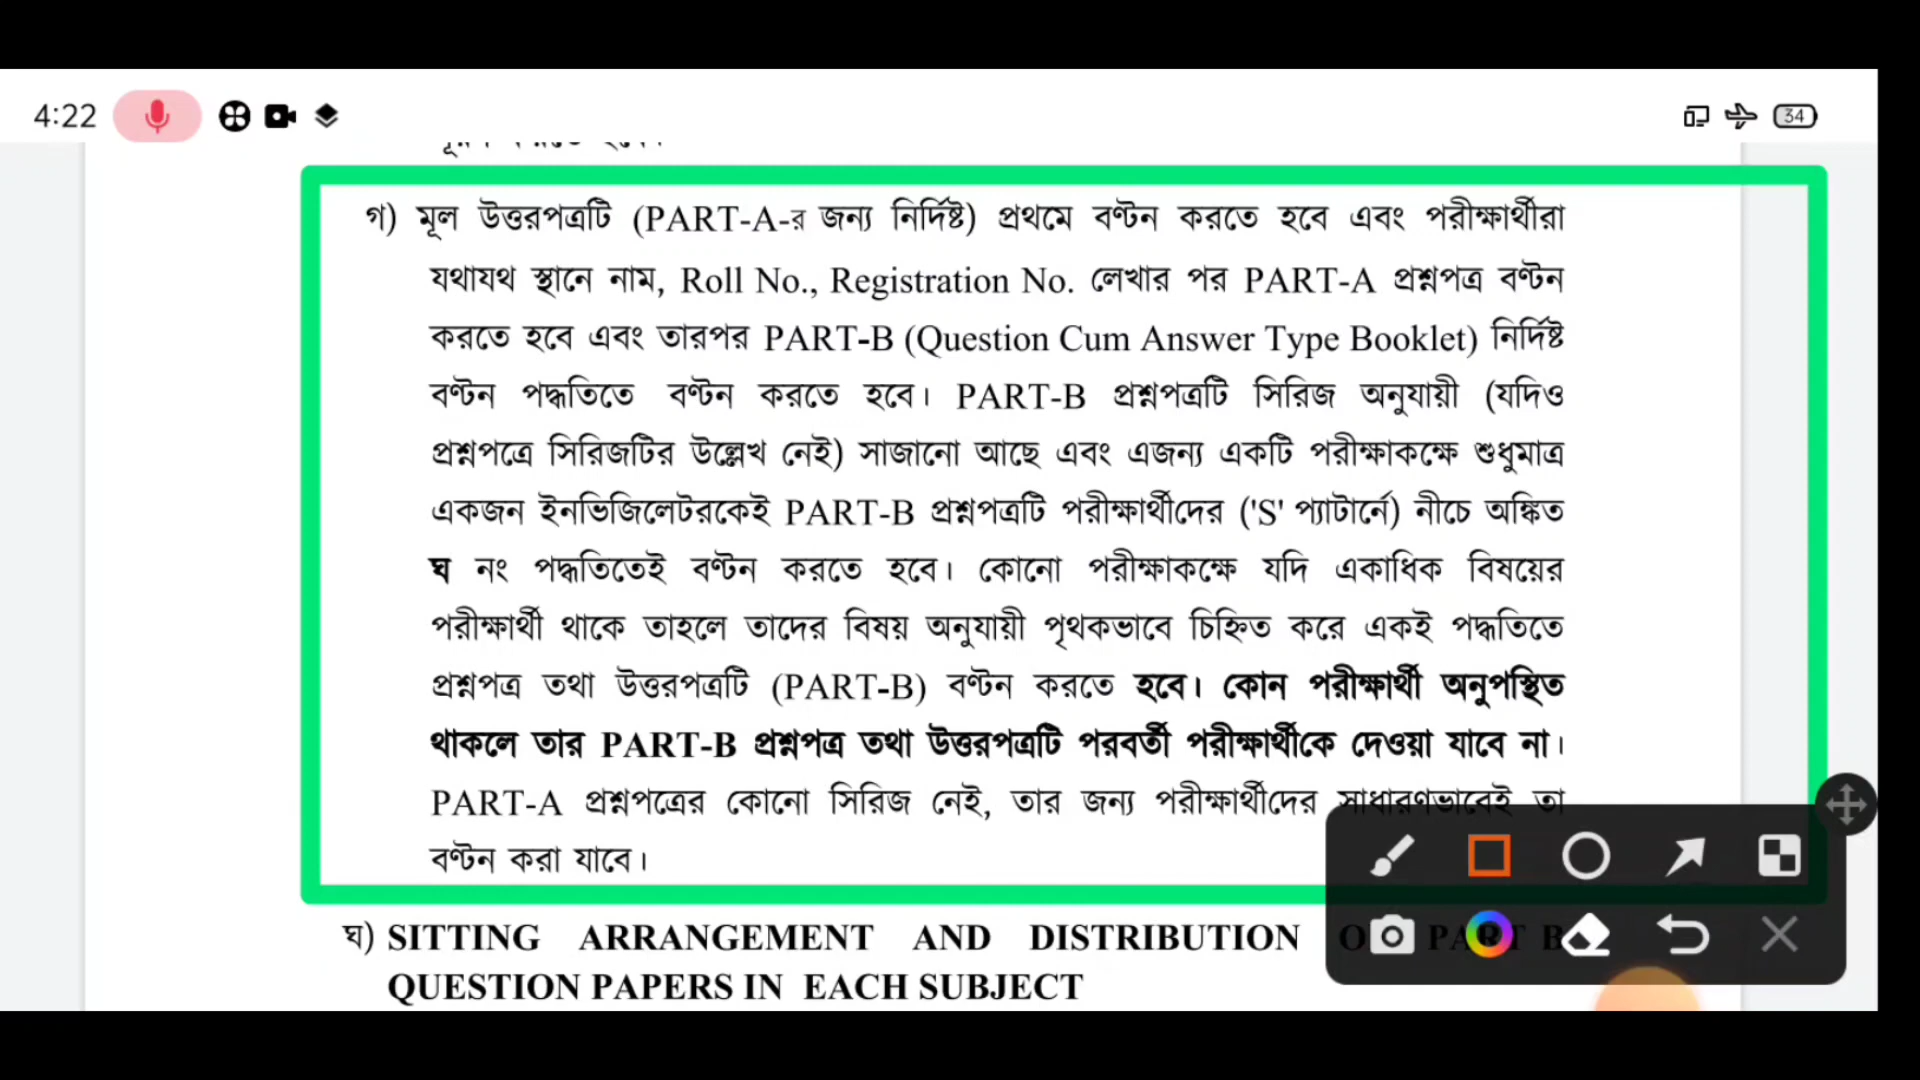 4:22
34
গ) মূল উত্তরপত্রটি (PART-A-র জন্য নির্দিষ্ট) প্রথমে বণ্টন করতে হবে এবং পরীক্ষার্থীরা
যথাযথ স্থানে নাম, Roll No., Registration No. লেখার পর PART-A প্রশ্নপত্র বণ্টন
করতে হবে এবং তারপর PART-B (Question Cum Answer Type Booklet) নির্দিষ্ট
বণ্টন পদ্ধতিতে বণ্টন করতে হবে। PART-B প্রশ্নপত্রটি সিরিজ অনুযায়ী (যদিও
প্রশ্নপত্রে সিরিজটির উল্লেখ নেই) সাজানো আছে এবং এজন্য একটি পরীক্ষাকক্ষে শুধুমাত্র
একজন ইনভিজিলেটরকেই PART-B প্রশ্নপত্রটি পরীক্ষার্থীদের ('S' প্যাটার্নে) নীচে অঙ্কিত
ঘ নং পদ্ধতিতেই বণ্টন করতে হবে। কোনো পরীক্ষাকক্ষে যদি একাধিক বিষয়ের
পরীক্ষার্থী থাকে তাহলে তাদের বিষয় অনুযায়ী পৃথকভাবে চিহ্নিত করে একই পদ্ধতিতে
প্রশ্নপত্র তথা উত্তরপত্রটি (PART-B) বণ্টন করতে হবে। কোন পরীক্ষার্থী অনুপস্থিত
থাকলে তার PART-B প্রশ্নপত্র তথা উত্তরপত্রটি পরবর্তী পরীক্ষার্থীকে দেওয়া যাবে না।
PART-A প্রশ্নপত্রের কোনো সিরিজ নেই, তার জন্য পরীক্ষার্থীদের সাধারণভাবেই তা
বণ্টন করা যাবে।
ঘ) SITTING ARRANGEMENT AND DISTRIBUTION OF PART B
QUESTION PAPERS IN EACH SUBJECT